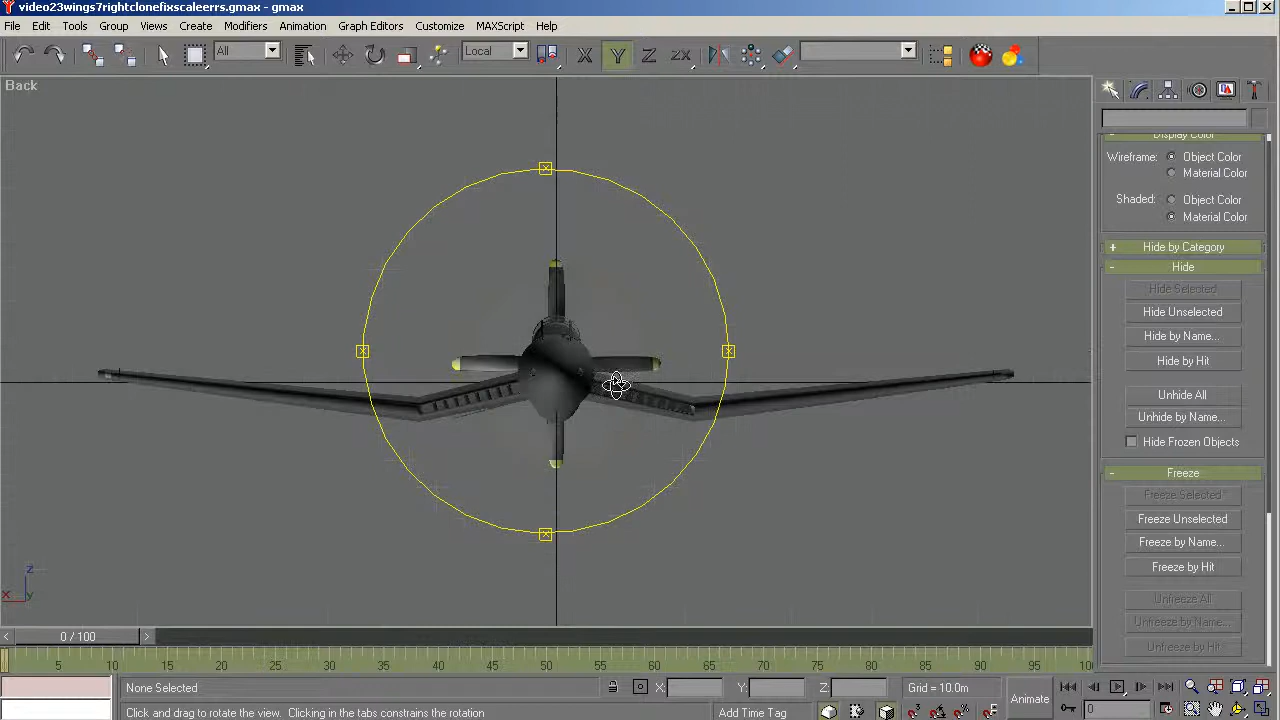 video23wings7rightclonefixscaleerrs.gmax - gmax
File Edit Tools Group Views Create Modifiers Animation Graph Editors Customize MAXScript Help
All Local X Y Z ZX
Back
Display Color
Wireframe: Object Color
Material Color
Shaded: Object Color
Material Color
+ Hide by Category
- Hide
Hide Selected
Hide Unselected
Hide by Name...
Hide by Hit
Unhide All
Unhide by Name...
Hide Frozen Objects
- Freeze
Freeze Selected
Freeze Unselected
Freeze by Name...
Freeze by Hit
Unfreeze All
Unfreeze by Name...
Unfreeze by Hit
z
x y
< 0 / 100 >
5 10 15 20 25 30 35 40 45 50 55 60 65 70 75 80 85 90 95 10
None Selected X: Y: Z: Grid = 10.0m Animate
Click and drag to rotate the view. Clicking in the tabs constrains the rotation Add Time Tag 0